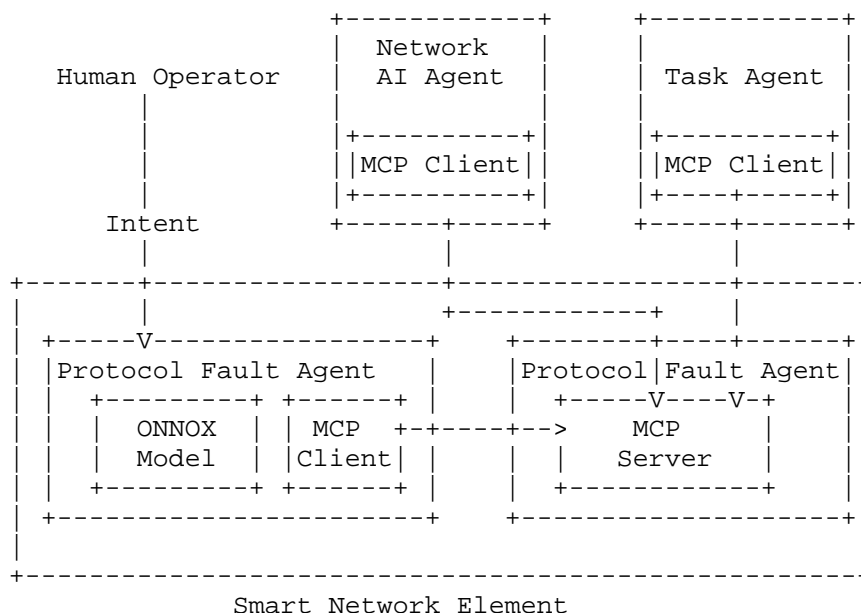 Network
Human Operator AI Agent Task Agent
MCP Client MCP Client
Intent
Protocol Fault Agent Protocol Fault Agent
ONNOX MCP MCP
Model Client Server
Smart Network Element